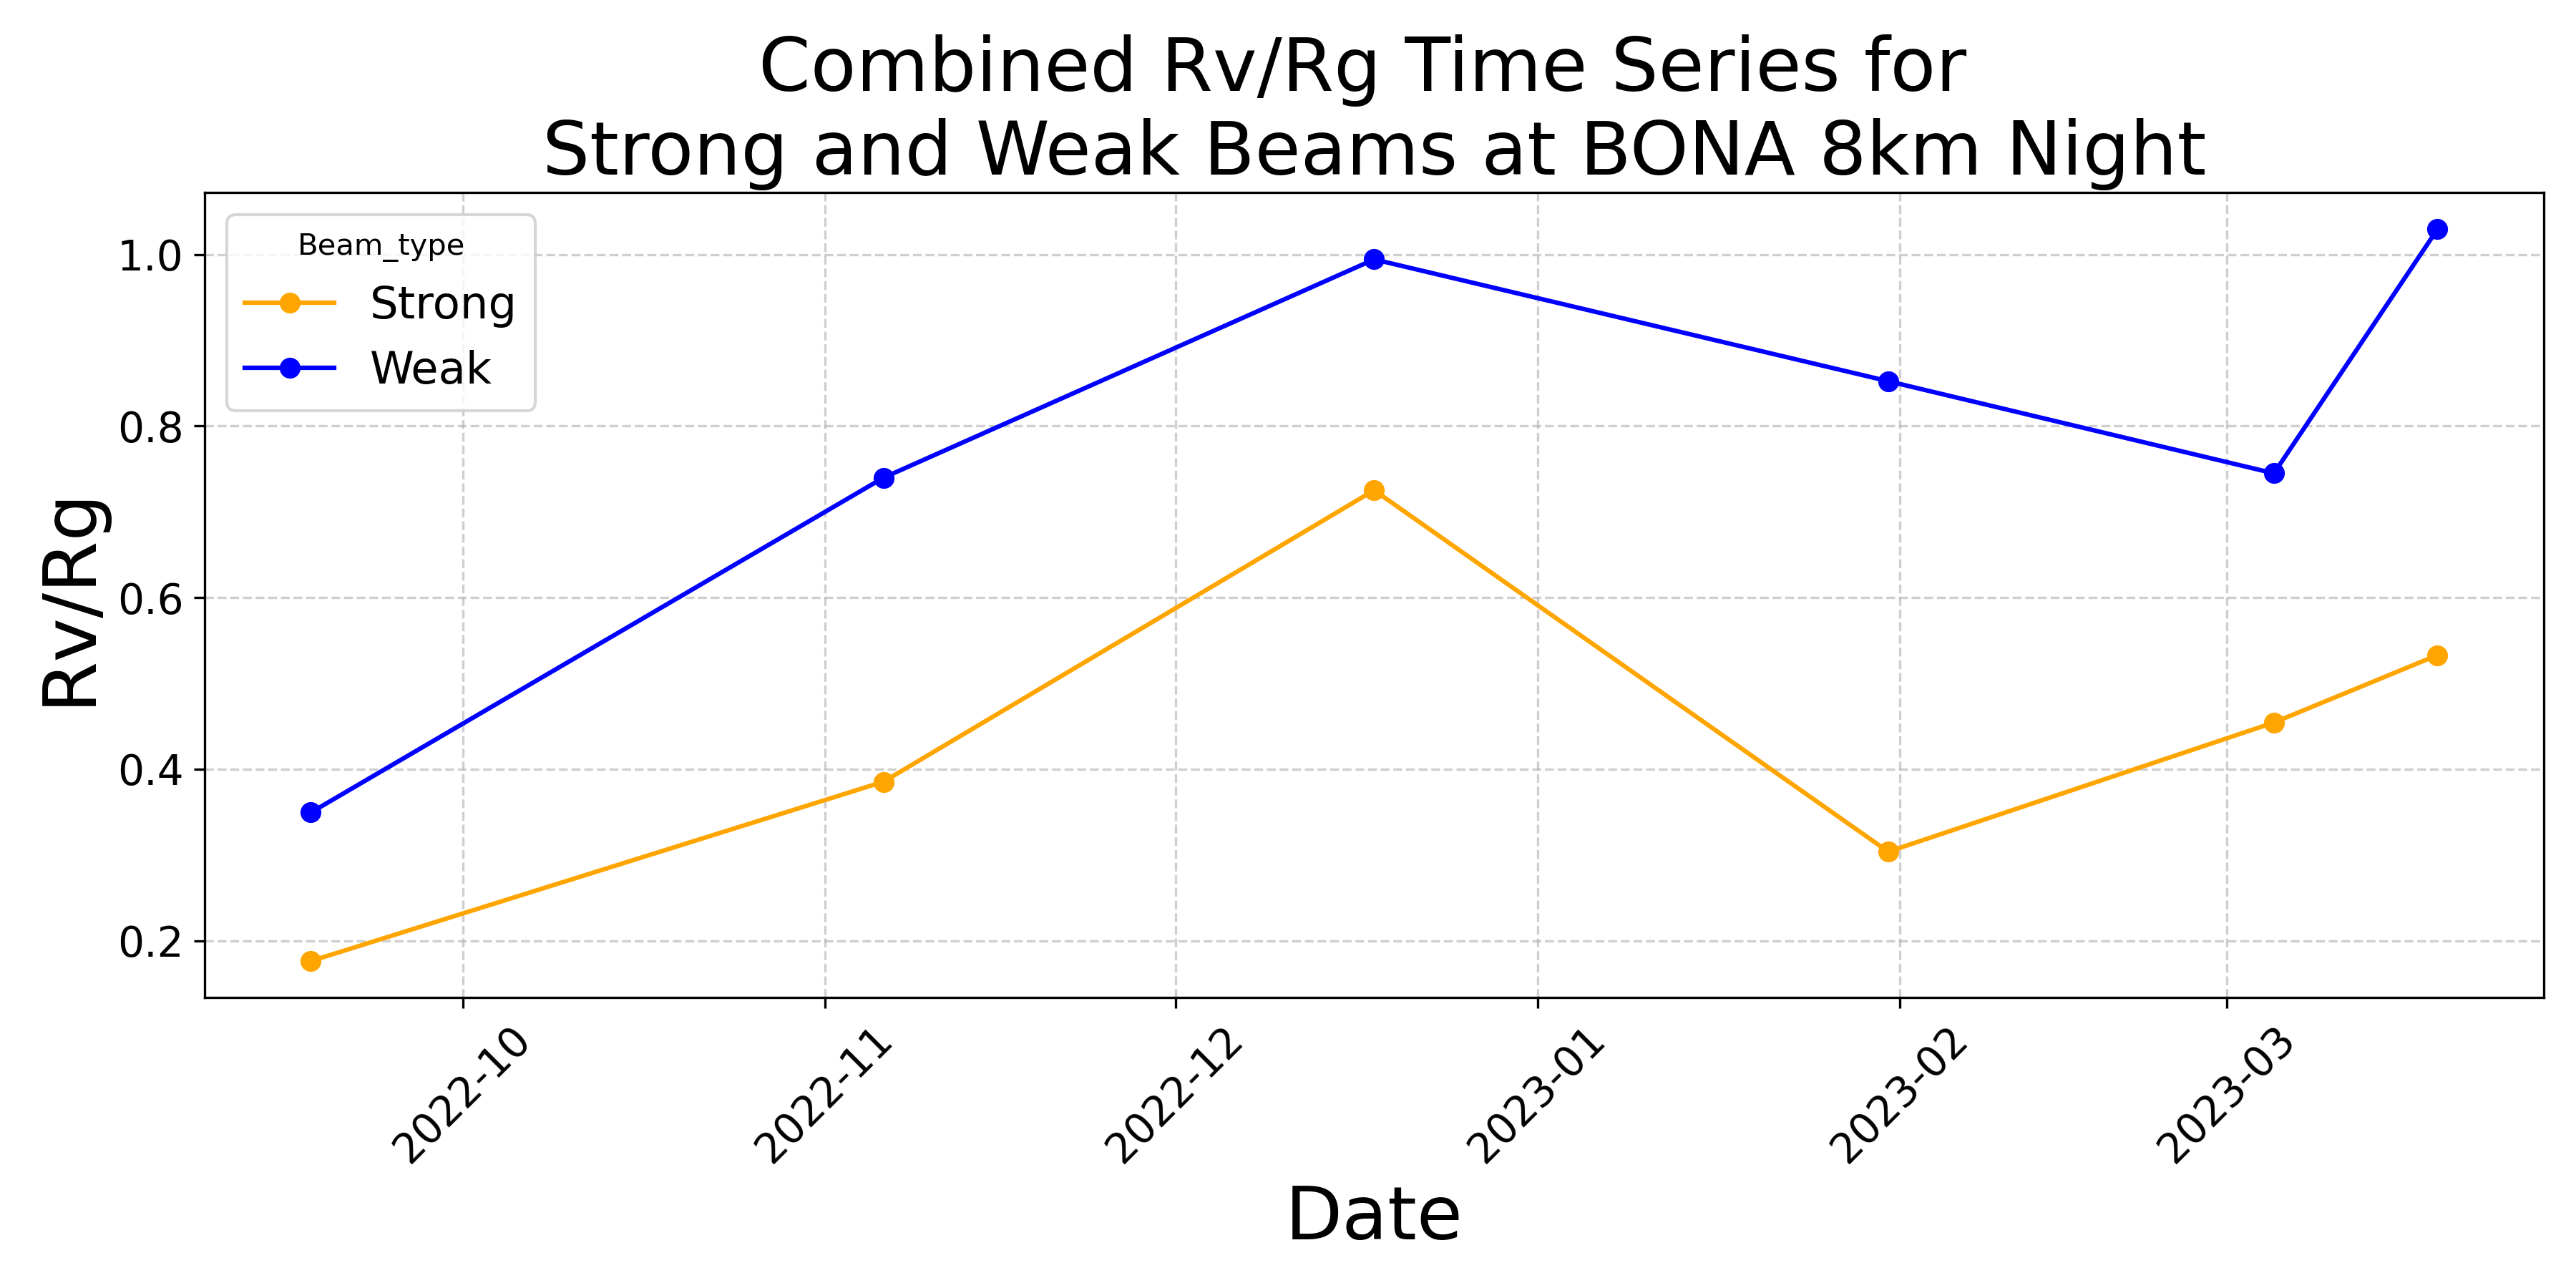 Combined Rv/Rg Time Series for
Strong and Weak Beams at BONA 8km Night
Beam_type
Strong
Weak
Rv/Rg
1.0
0.8
0.6
0.4
0.2
2022-10
2022-11
2022-12
2023-01
2023-02
2023-03
Date